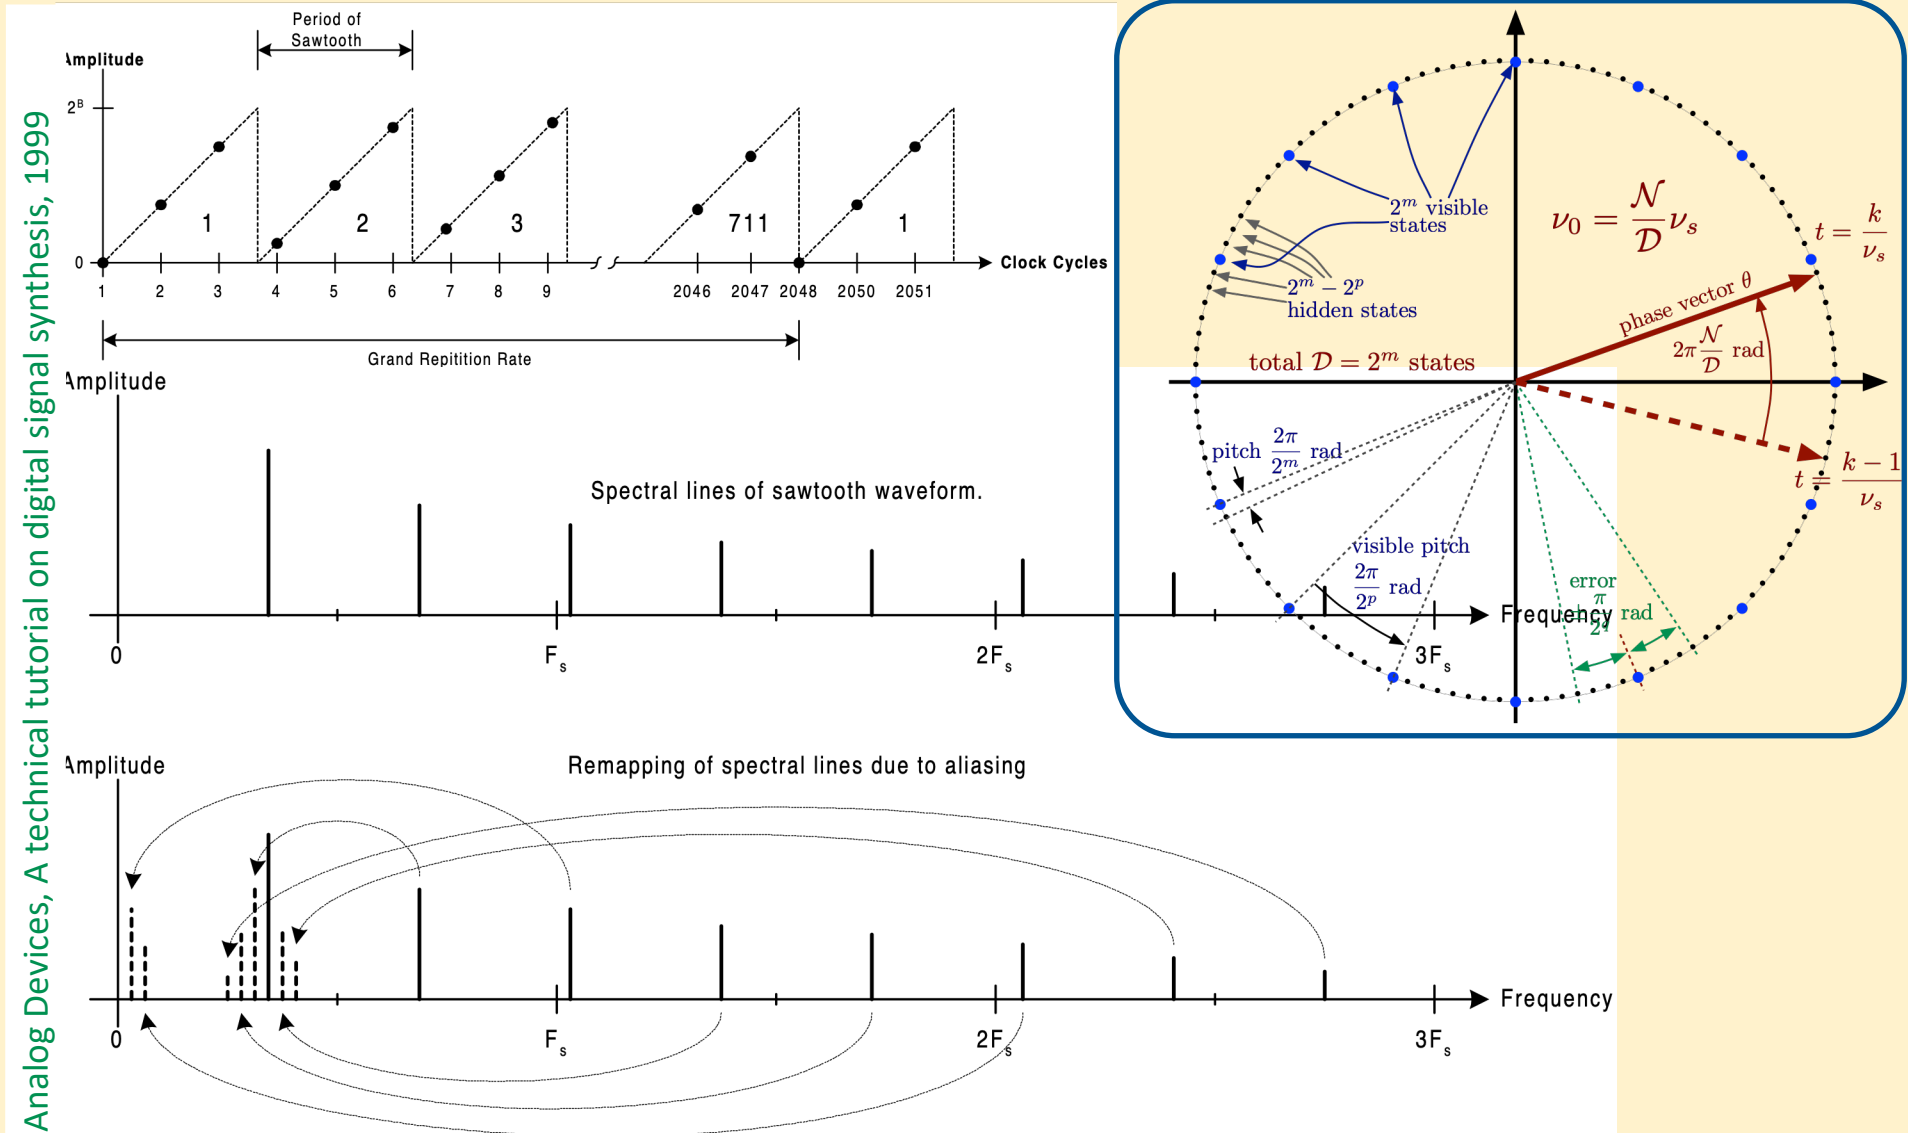 Analog Devices, A technical tutorial on digital signal synthesis, 1999
Period of
Sawtooth
Amplitude
2^B
0
1 2 3 711 1
Clock Cycles
1 2 3 4 5 6 7 8 9 2046 2047 2048 2050 2051
Grand Repitition Rate
Amplitude
Spectral lines of sawtooth waveform.
Frequency
0 F_s 2F_s 3F_s
Amplitude
Remapping of spectral lines due to aliasing
Frequency
0 F_s 2F_s 3F_s
2^m visible
states
2^m − 2^p
hidden states
ν_0 = 𝒩/𝒟 ν_s
t = k/ν_s
phase vector θ
2π 𝒩/𝒟 rad
total 𝒟 = 2^m states
t = (k − 1)/ν_s
pitch 2π/2^m rad
visible pitch
2π/2^p rad
error
π/2^q rad